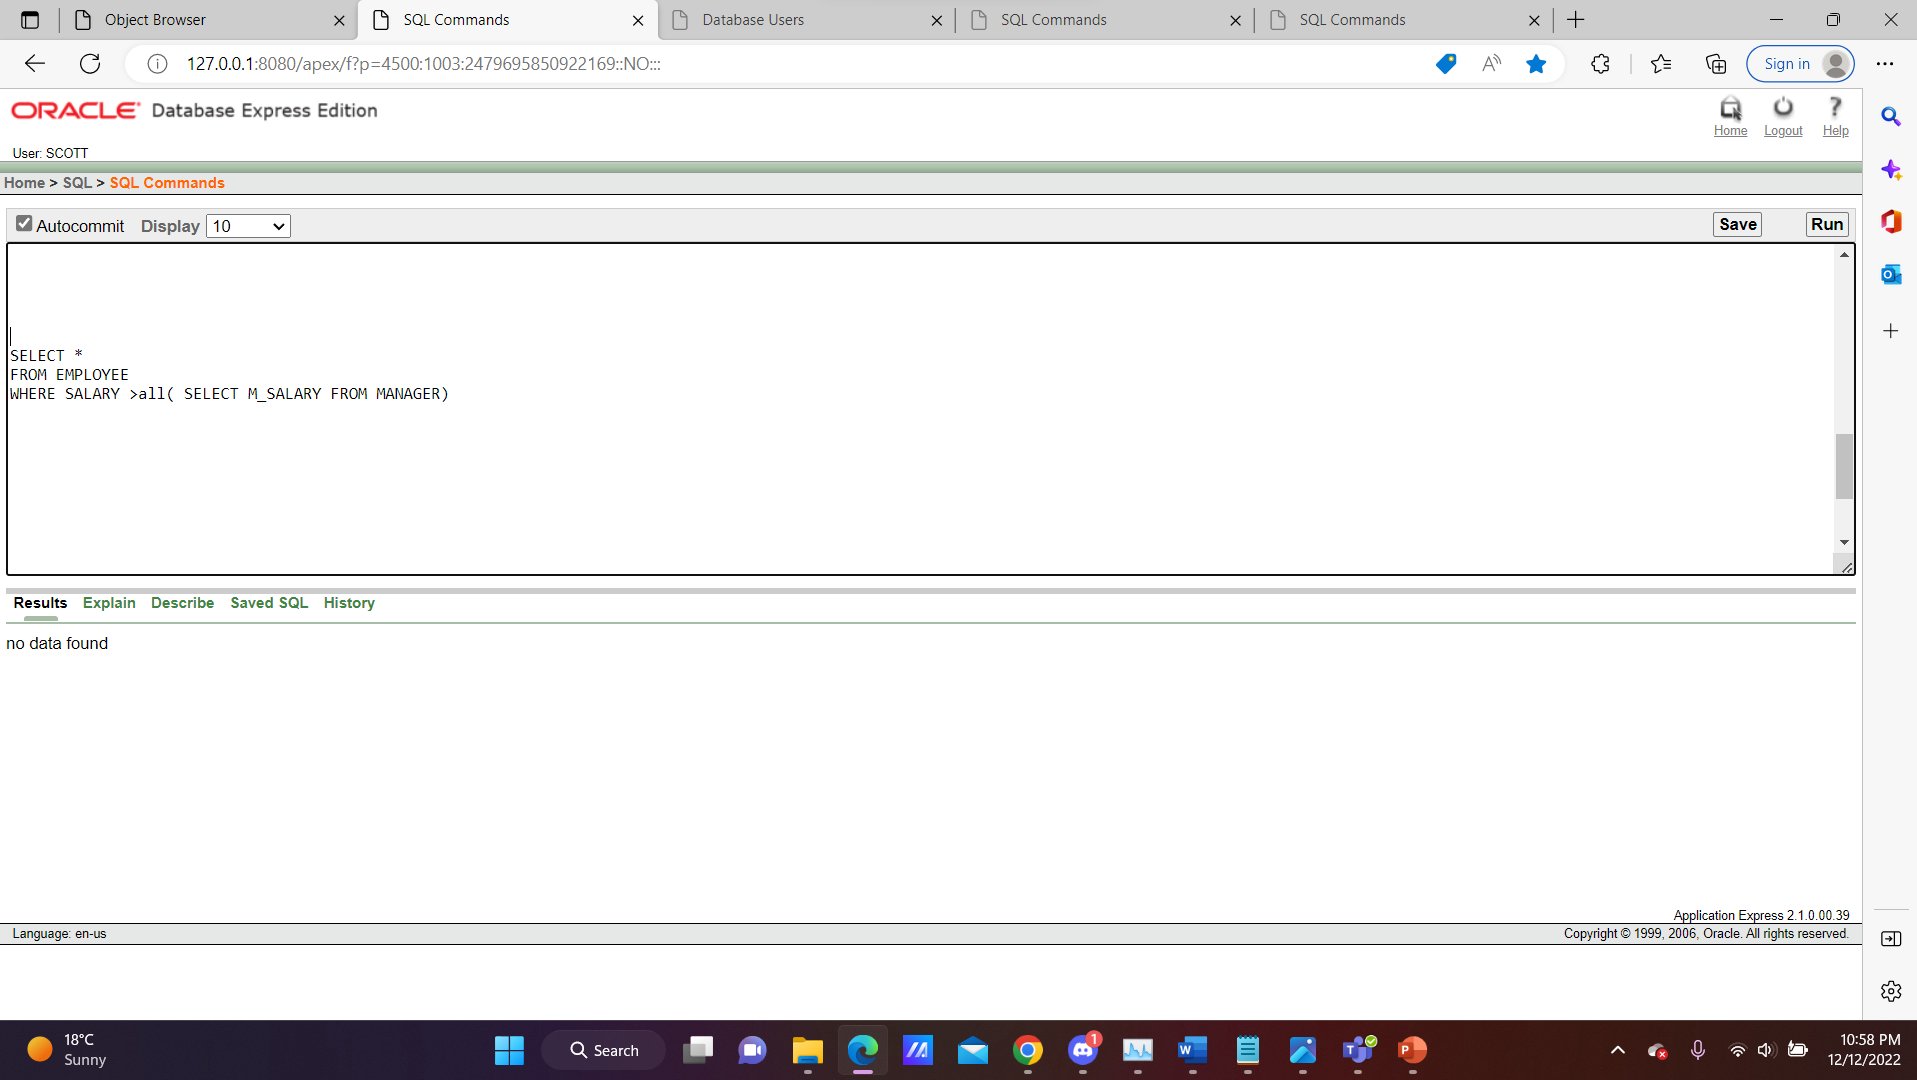 Object Browser
SQL Commands
Database Users
SQL Commands
SQL Commands
127.0.0.1:8080/apex/f?p=4500:1003:2479695850922169::NO:::
Sign in
ORACLE Database Express Edition
Home
Logout
Help
User: SCOTT
Home > SQL > SQL Commands
Autocommit Display 10
Save
Run
SELECT *
FROM EMPLOYEE
WHERE SALARY >all( SELECT M_SALARY FROM MANAGER)
Results Explain Describe Saved SQL History
no data found
Application Express 2.1.0.00.39
Language: en-us
Copyright © 1999, 2006, Oracle. All rights reserved.
18°C
Sunny
Search
1
10:58 PM
12/12/2022